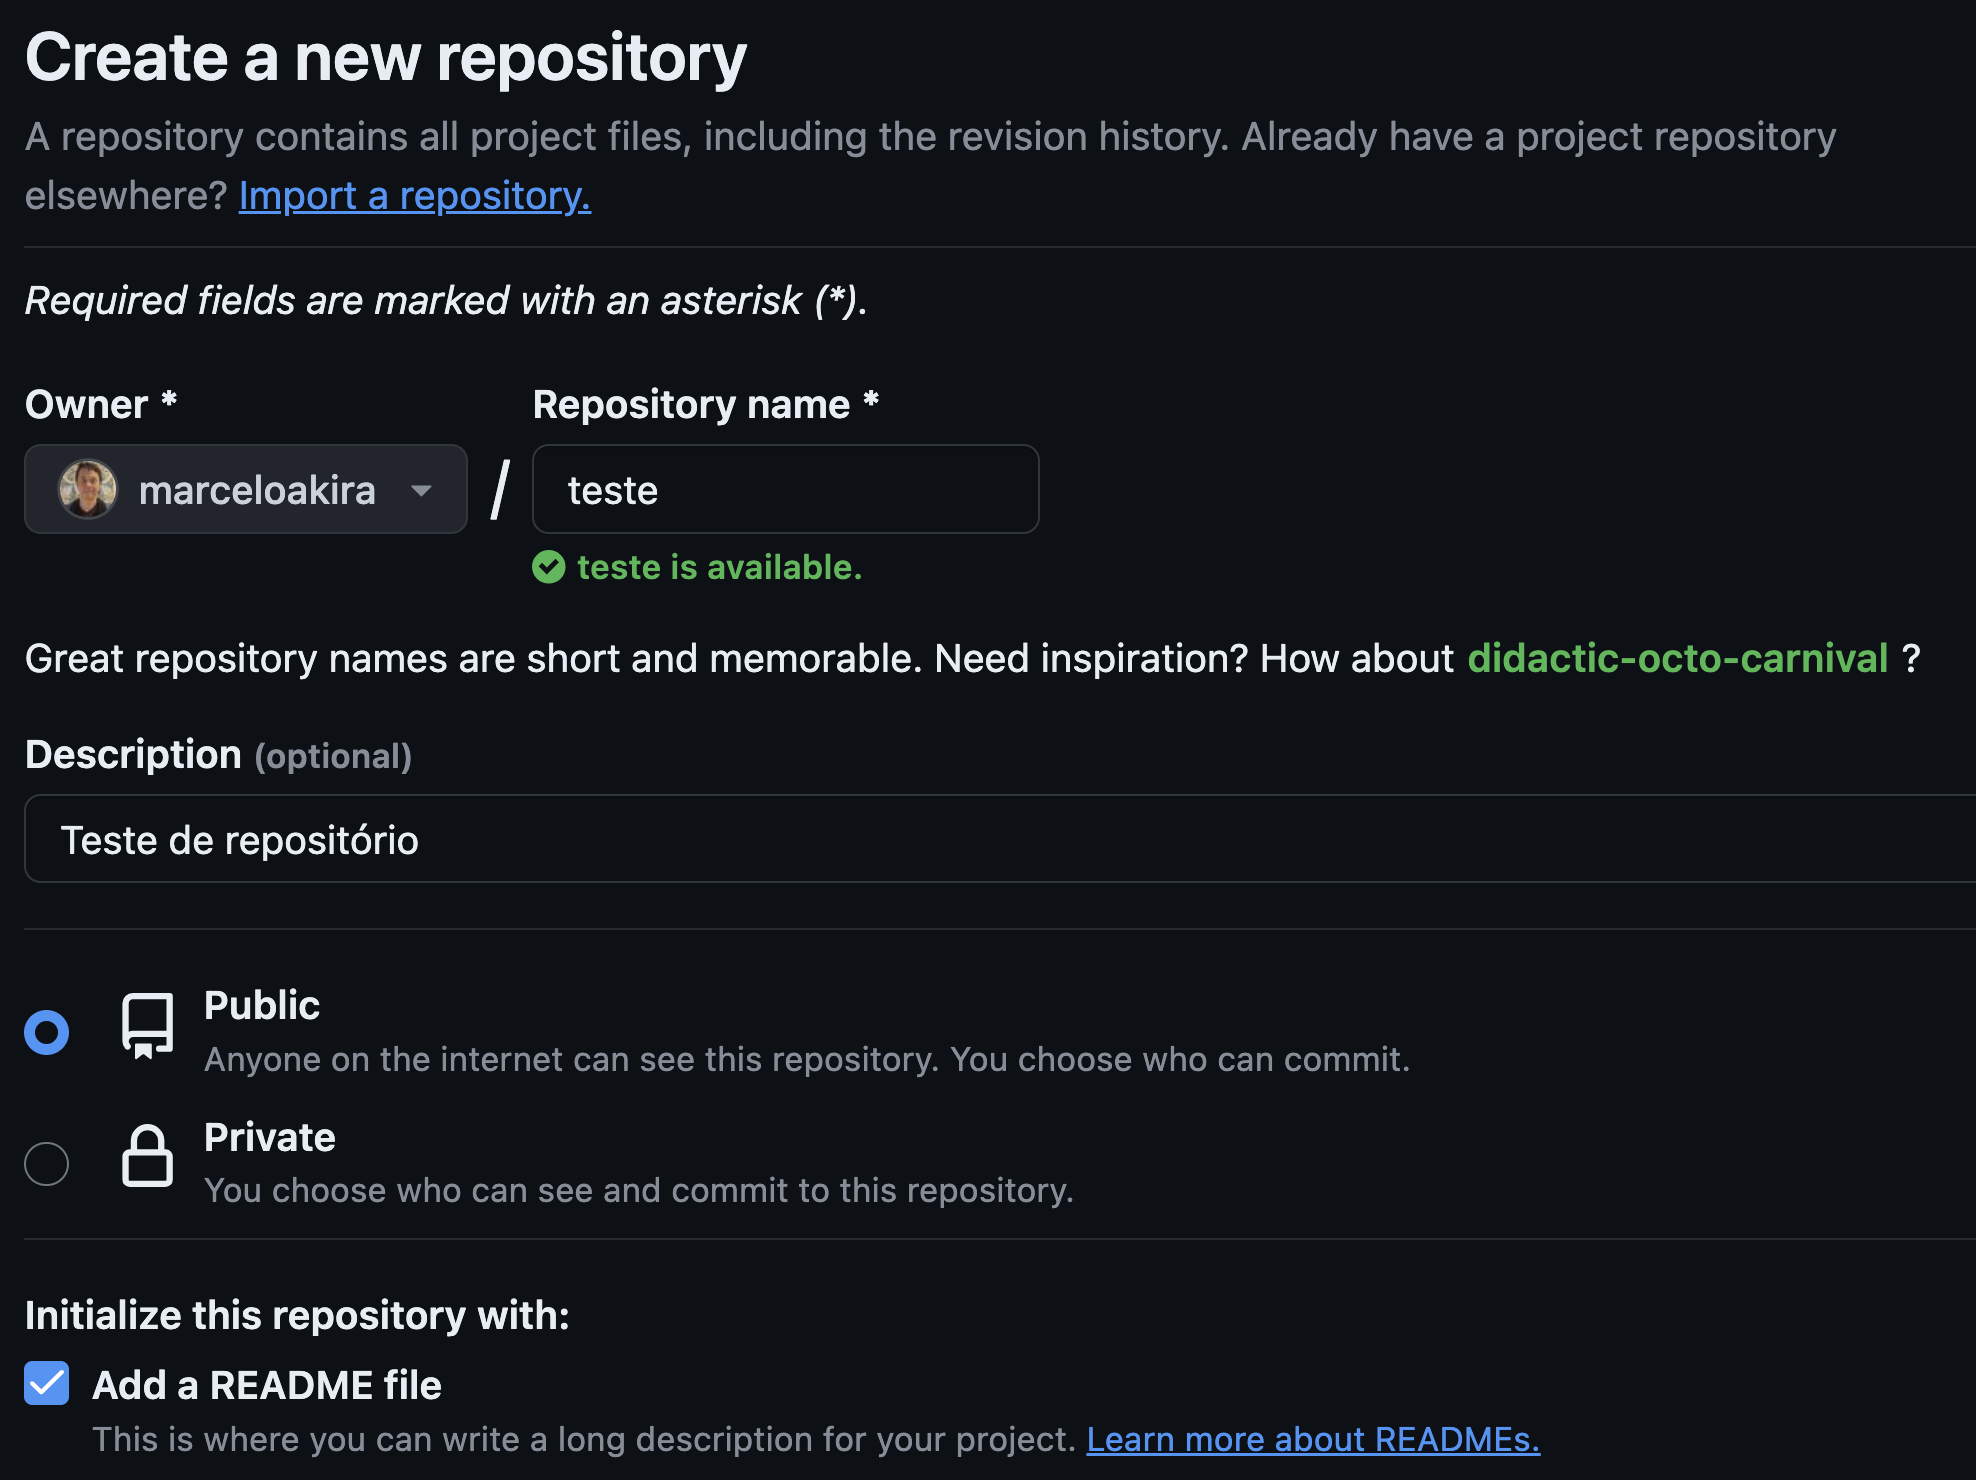 Create a new repository
A repository contains all project files, including the revision history. Already have a project repository
elsewhere? Import a repository.
Required fields are marked with an asterisk (*).
Owner * Repository name *
marceloakira / teste
teste is available.
Great repository names are short and memorable. Need inspiration? How about didactic-octo-carnival ?
Description (optional)
Teste de repositório
Public
Anyone on the internet can see this repository. You choose who can commit.
Private
You choose who can see and commit to this repository.
Initialize this repository with:
Add a README file
This is where you can write a long description for your project. Learn more about READMEs.